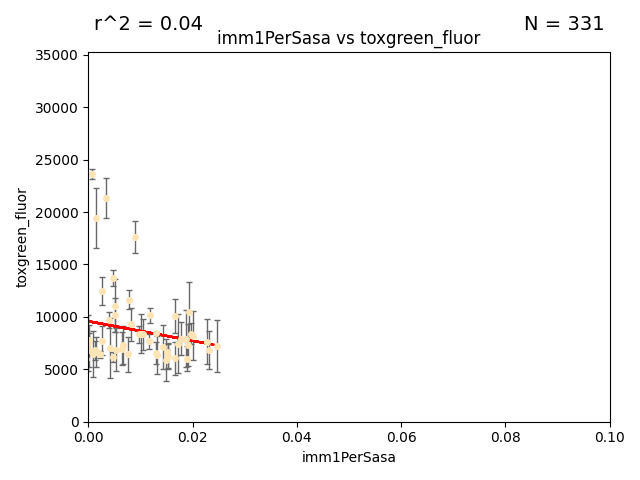 r^2 = 0.04
N = 331
imm1PerSasa vs toxgreen_fluor
35000
30000
25000
20000
15000
10000
5000
0
toxgreen_fluor
0.00
0.02
0.04
0.06
0.08
0.10
imm1PerSasa